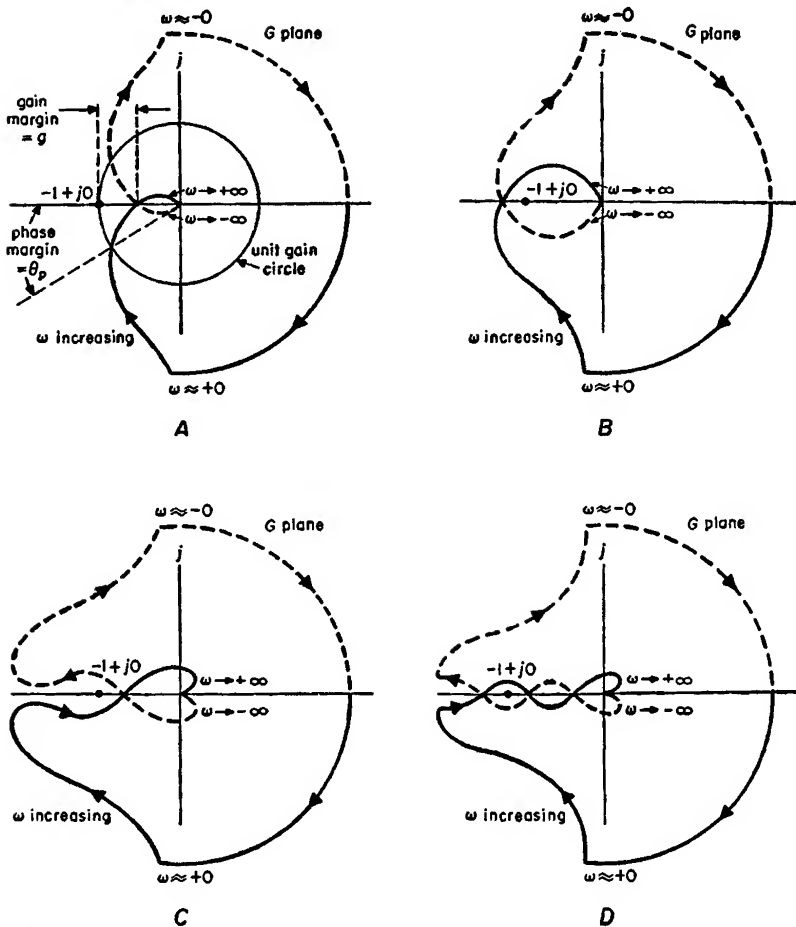 ω≈-0
G plane
j
gain
margin
= g
-1+j0
ω→+∞
ω→-∞
phase
margin
=θp
unit gain
circle
ω increasing
ω≈+0
A
ω≈-0
G plane
j
-1+j0
ω→+∞
ω→-∞
ω increasing
ω≈+0
B
ω≈-0
G plane
j
-1+j0
ω→+∞
ω→-∞
ω increasing
ω≈+0
C
ω≈-0
G plane
j
-1+j0
ω→+∞
ω→-∞
ω increasing
ω≈+0
D